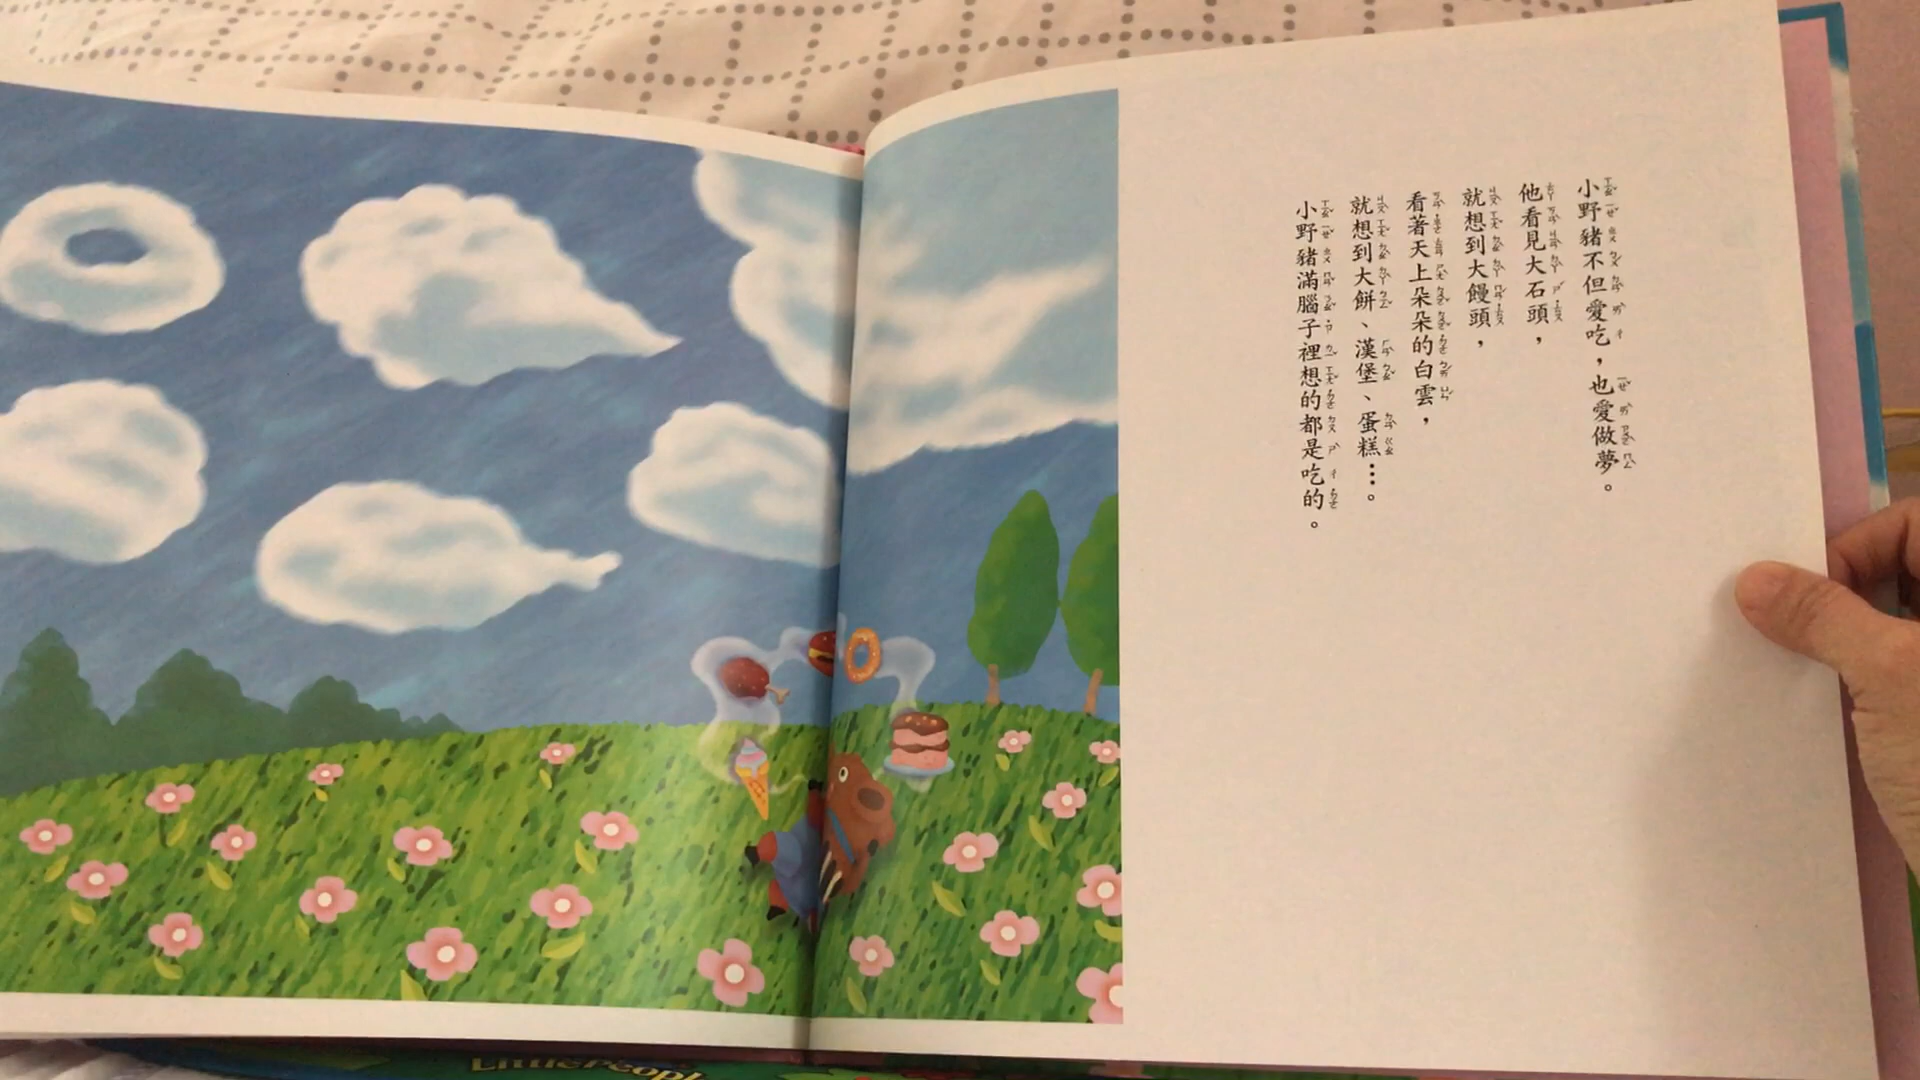 小野豬不但愛吃，也愛做夢。
他看見大石頭，
就想到大饅頭，
看著天上朵朵的白雲，
就想到大餅、漢堡、蛋糕…。
小野豬滿腦子裡想的都是吃的。
Little People